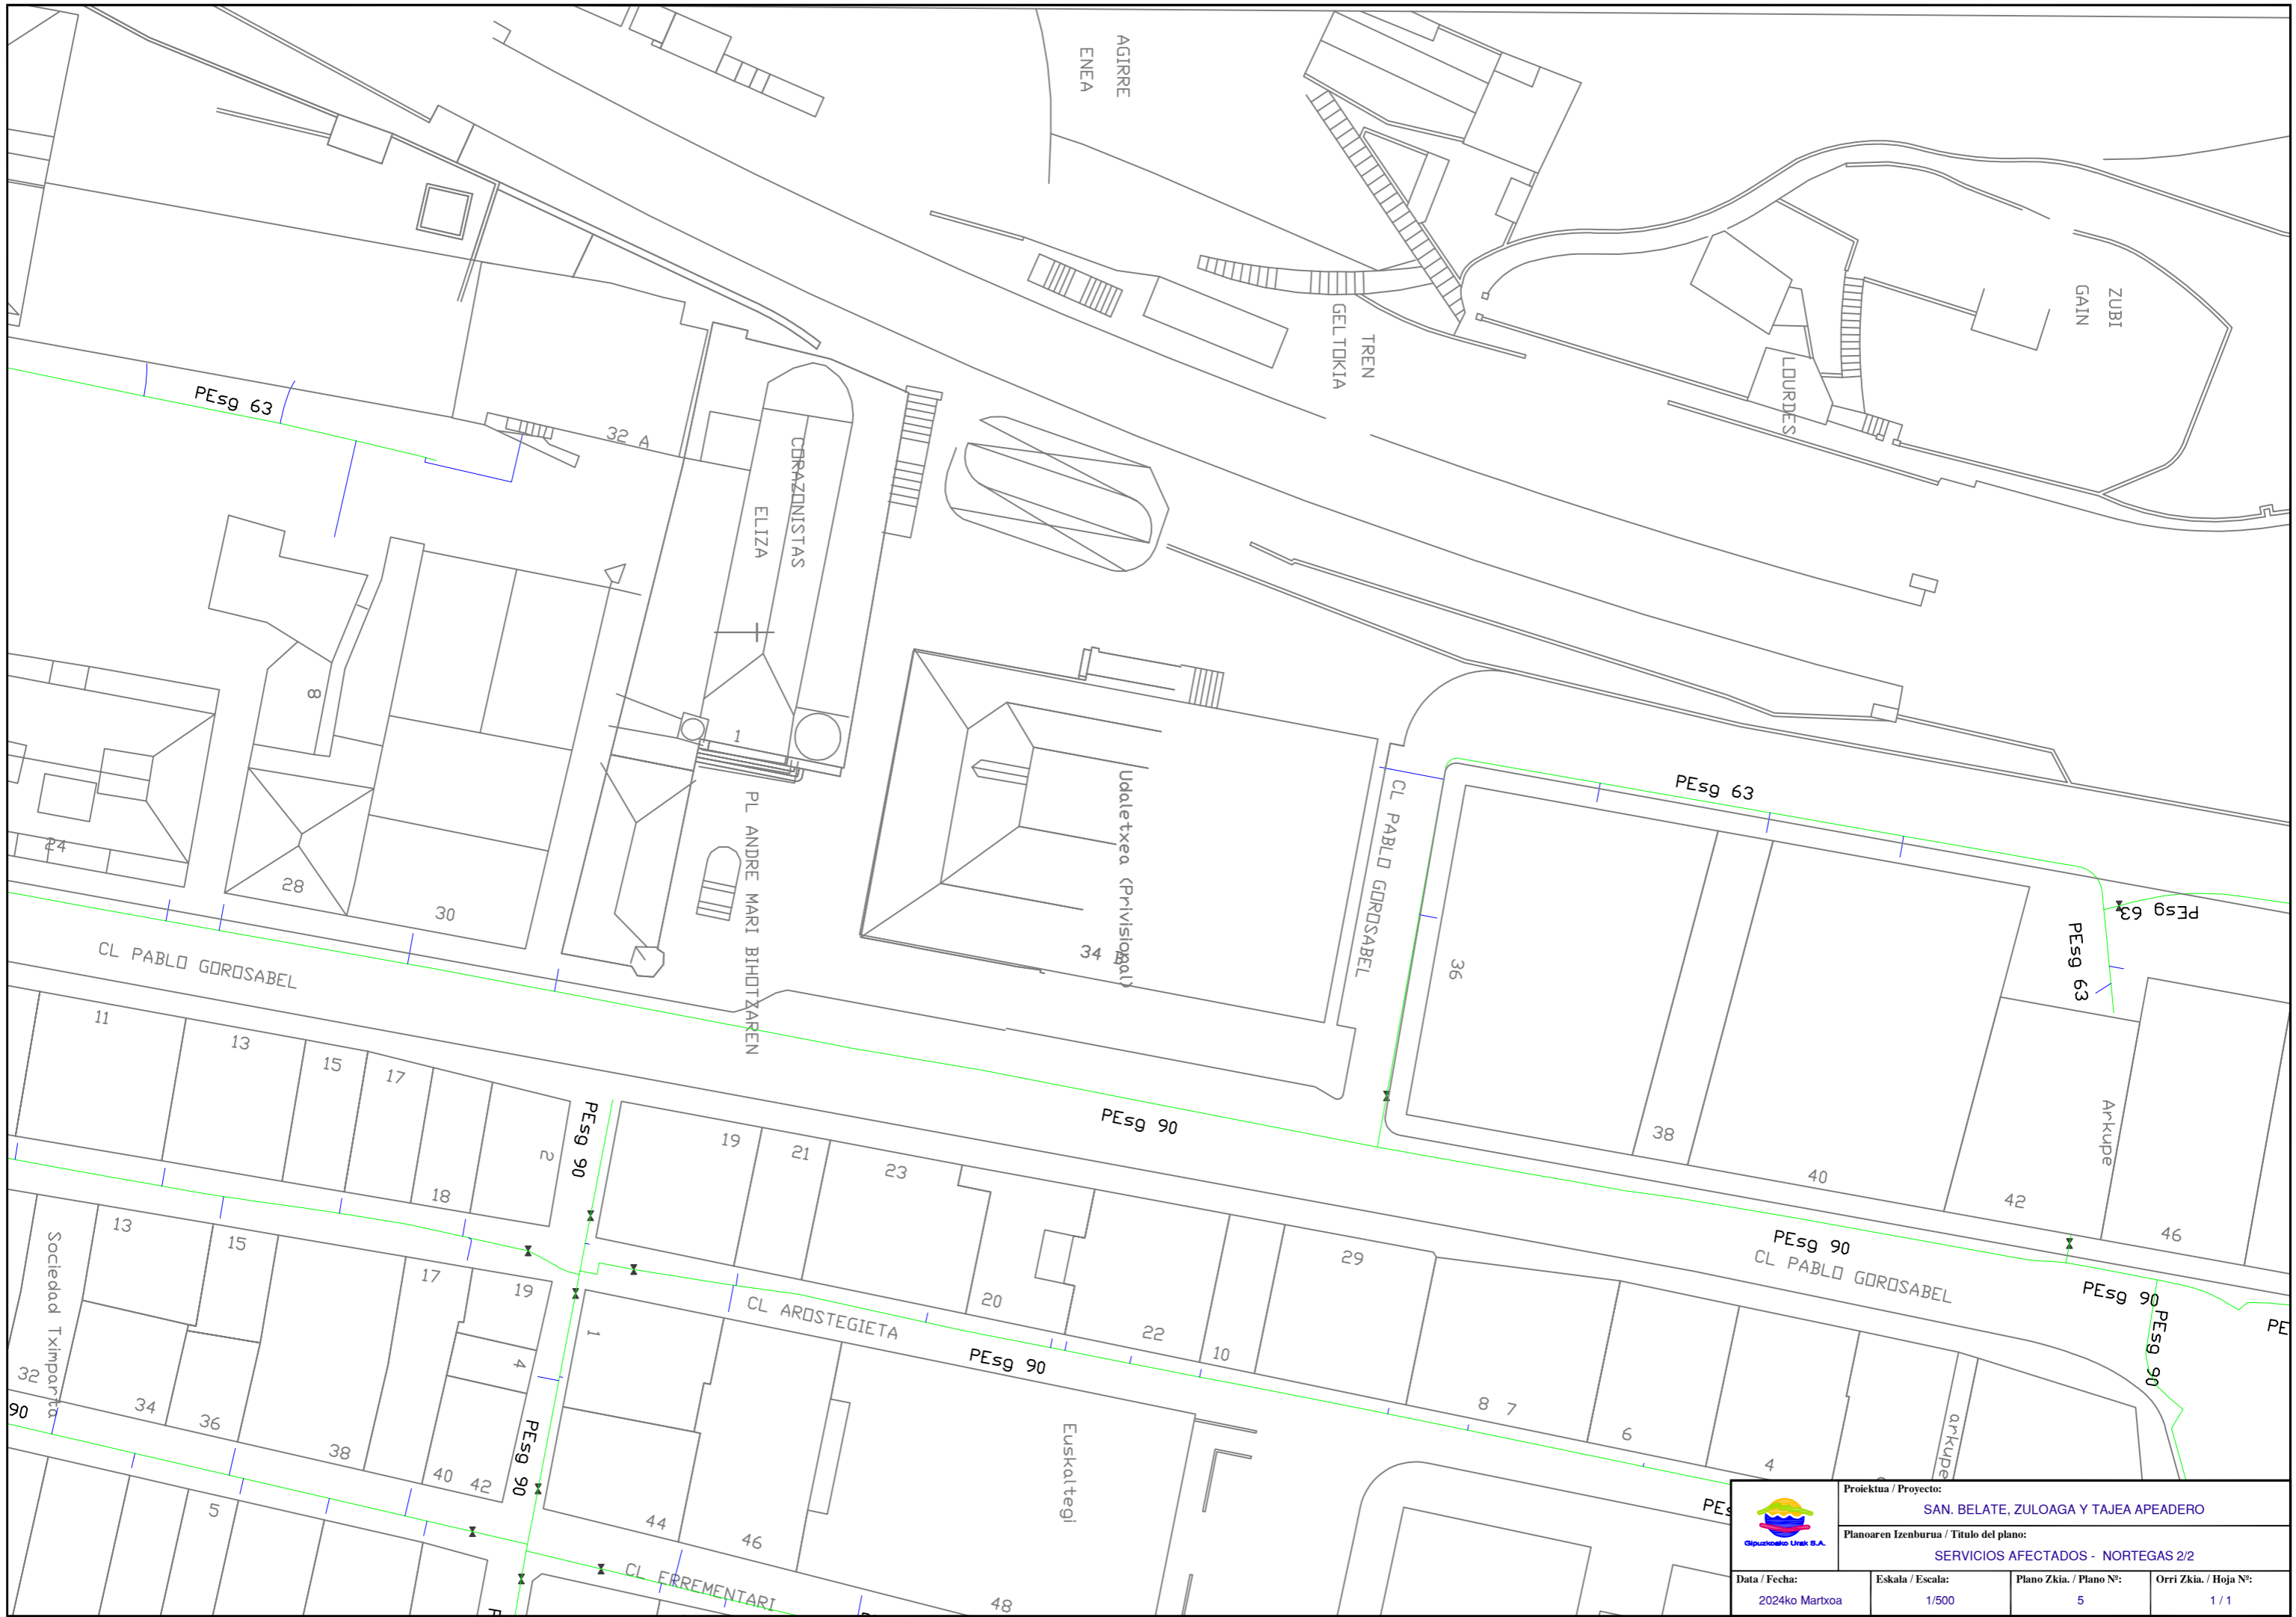 AGIRRE
ENEA
ZUBI
GAIN
TREN
GELTOKIA
LOURDES
PEsg 63
32 A
CORAZONISTAS
ELIZA
8
1
PL ANDRE MARI BIHOTZAREN
Udaletxea (Privisional)
34
CL PABLO GOROSABEL
PEsg 63
PEsg 63
PEsg 63
36
24
28
30
CL PABLO GOROSABEL
11
13
15
17
2
18
PEsg 90
19
21
23
PEsg 90
38
40
42
46
Arkupe
13
15
17
19
4
1
Sociedad Tximparta
32
34
36
38
40
42
90
5
PEsg 90
CL AROSTEGIETA
20
22
10
29
8
7
6
4
PEsg 90
Euskaltegi
44
46
48
CL ERREMENTARI
PEsg 90
CL PABLO GOROSABEL
PEsg 90
PEsg 90
PE
arkupe
PEs
Gipuzkoako Urak S.A.
Proiektua / Proyecto:
SAN. BELATE, ZULOAGA Y TAJEA APEADERO
Planoaren Izenburua / Titulo del plano:
SERVICIOS AFECTADOS - NORTEGAS 2/2
Data / Fecha:
2024ko Martxoa
Eskala / Escala:
1/500
Plano Zkia. / Plano Nº:
5
Orri Zkia. / Hoja Nº:
1 / 1